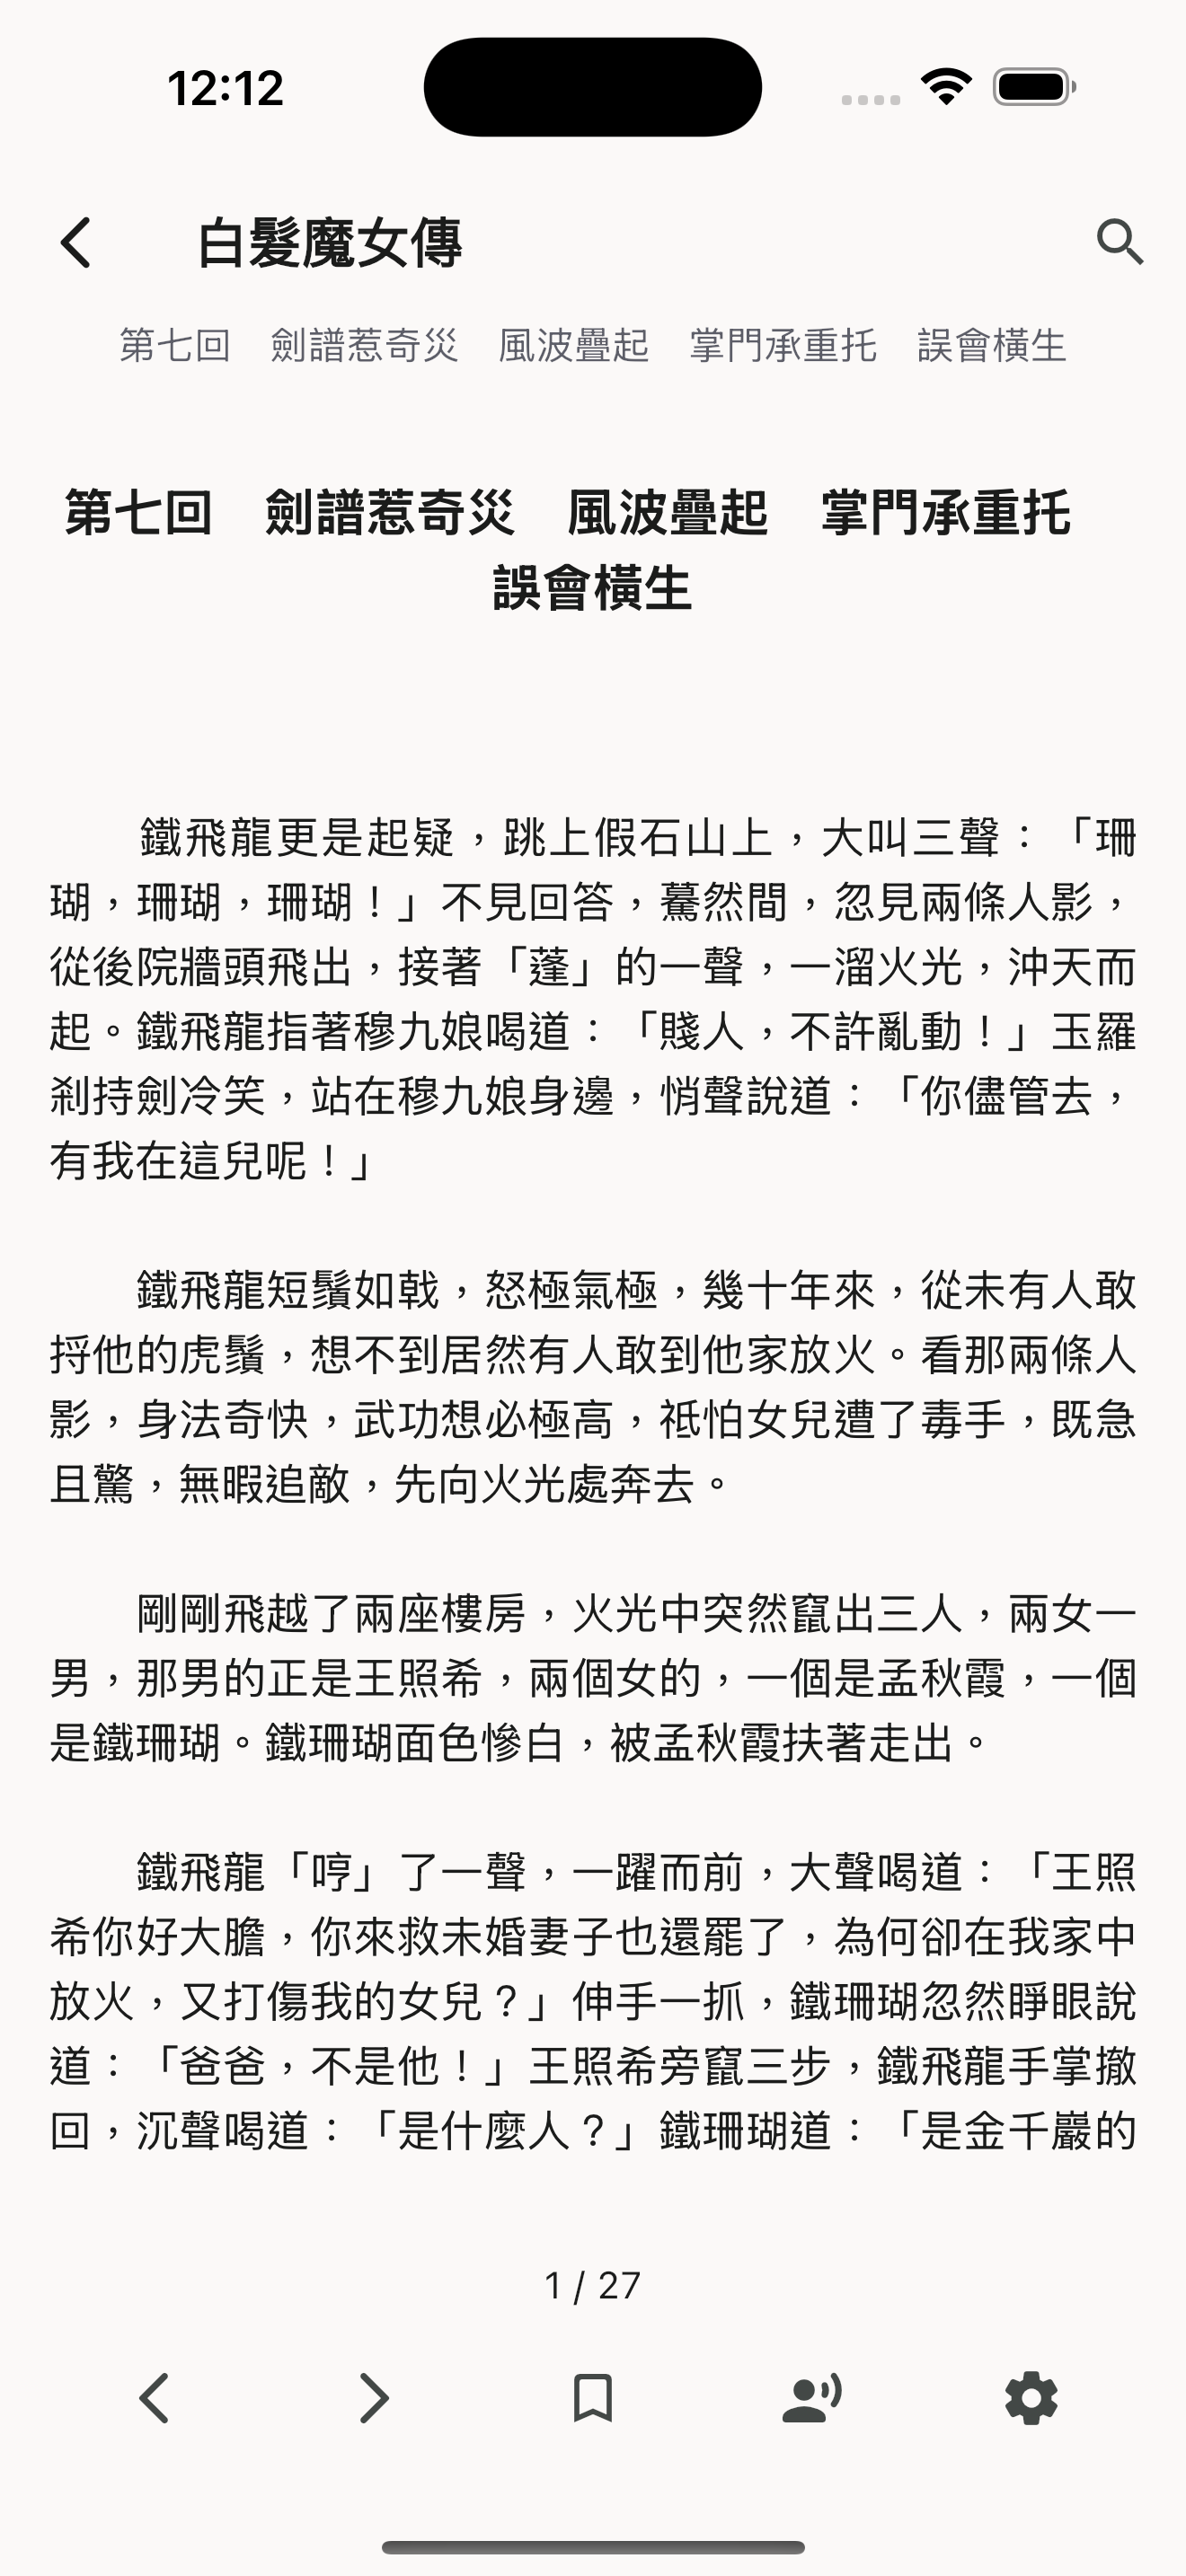 12:12
白髮魔女傳
第七回　劍譜惹奇災　風波疊起　掌門承重托　誤會橫生
第七回　劍譜惹奇災　風波疊起　掌門承重托
誤會橫生
鐵飛龍更是起疑，跳上假石山上，大叫三聲：「珊
瑚，珊瑚，珊瑚！」不見回答，驀然間，忽見兩條人影，
從後院牆頭飛出，接著「蓬」的一聲，一溜火光，沖天而
起。鐵飛龍指著穆九娘喝道：「賤人，不許亂動！」玉羅
剎持劍冷笑，站在穆九娘身邊，悄聲說道：「你儘管去，
有我在這兒呢！」
鐵飛龍短鬚如戟，怒極氣極，幾十年來，從未有人敢
捋他的虎鬚，想不到居然有人敢到他家放火。看那兩條人
影，身法奇快，武功想必極高，祗怕女兒遭了毒手，既急
且驚，無暇追敵，先向火光處奔去。
剛剛飛越了兩座樓房，火光中突然竄出三人，兩女一
男，那男的正是王照希，兩個女的，一個是孟秋霞，一個
是鐵珊瑚。鐵珊瑚面色慘白，被孟秋霞扶著走出。
鐵飛龍「哼」了一聲，一躍而前，大聲喝道：「王照
希你好大膽，你來救未婚妻子也還罷了，為何卻在我家中
放火，又打傷我的女兒？」伸手一抓，鐵珊瑚忽然睜眼說
道：「爸爸，不是他！」王照希旁竄三步，鐵飛龍手掌撤
回，沉聲喝道：「是什麼人？」鐵珊瑚道：「是金千巖的
1 / 27